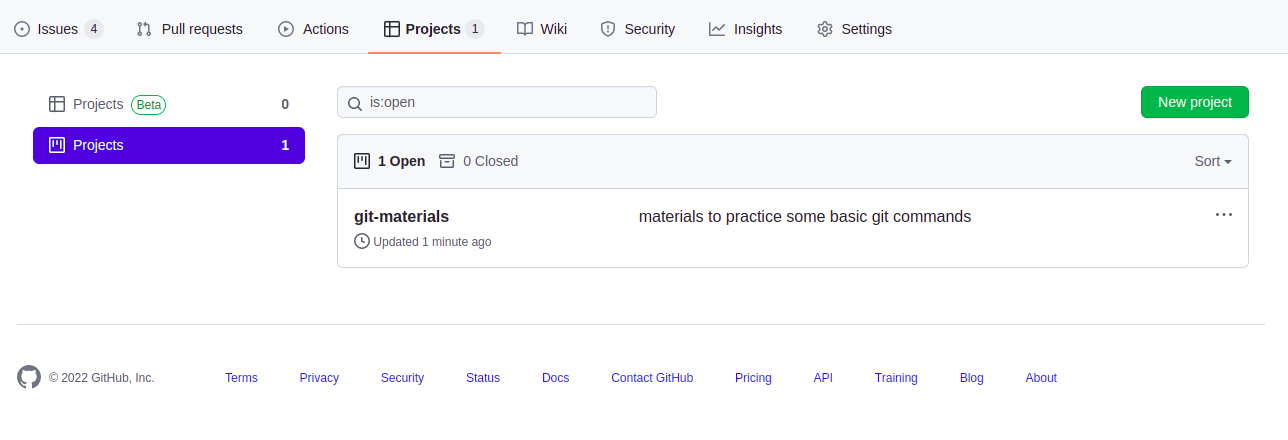 Issues 4 Pull requests Actions Projects 1 Wiki Security Insights Settings
Projects Beta 0
Projects 1
is:open New project
1 Open 0 Closed Sort
git-materials materials to practice some basic git commands
Updated 1 minute ago
© 2022 GitHub, Inc. Terms Privacy Security Status Docs Contact GitHub Pricing API Training Blog About